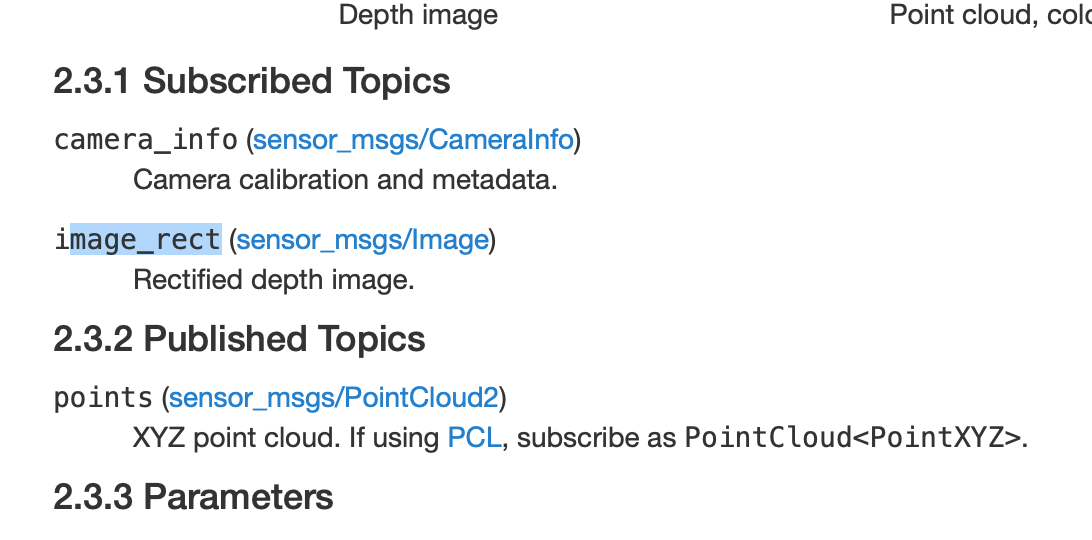 Depth image Point cloud,
2.3.1 Subscribed Topics
camera_info (sensor_msgs/CameraInfo)
Camera calibration and metadata.
image_rect (sensor_msgs/Image)
Rectified depth image.
2.3.2 Published Topics
points (sensor_msgs/PointCloud2)
XYZ point cloud. If using PCL, subscribe as PointCloud<PointXYZ>.
2.3.3 Parameters